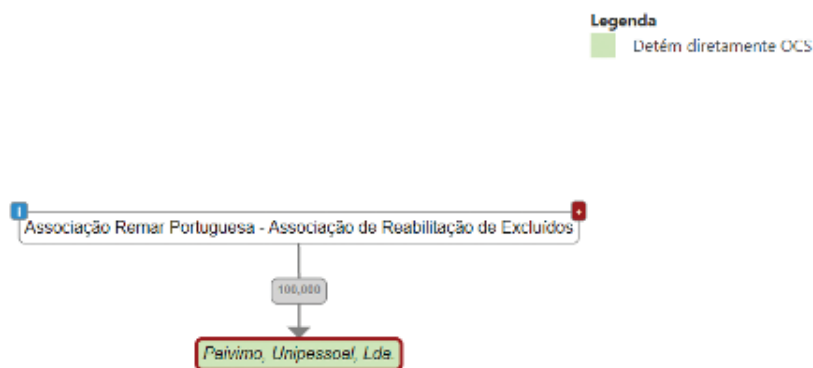 Legenda
Detém diretamente OCS
Associação Remar Portuguesa - Associação de Reabilitação de Excluídos
100,000
Paivimo, Unipessoal, Lda.